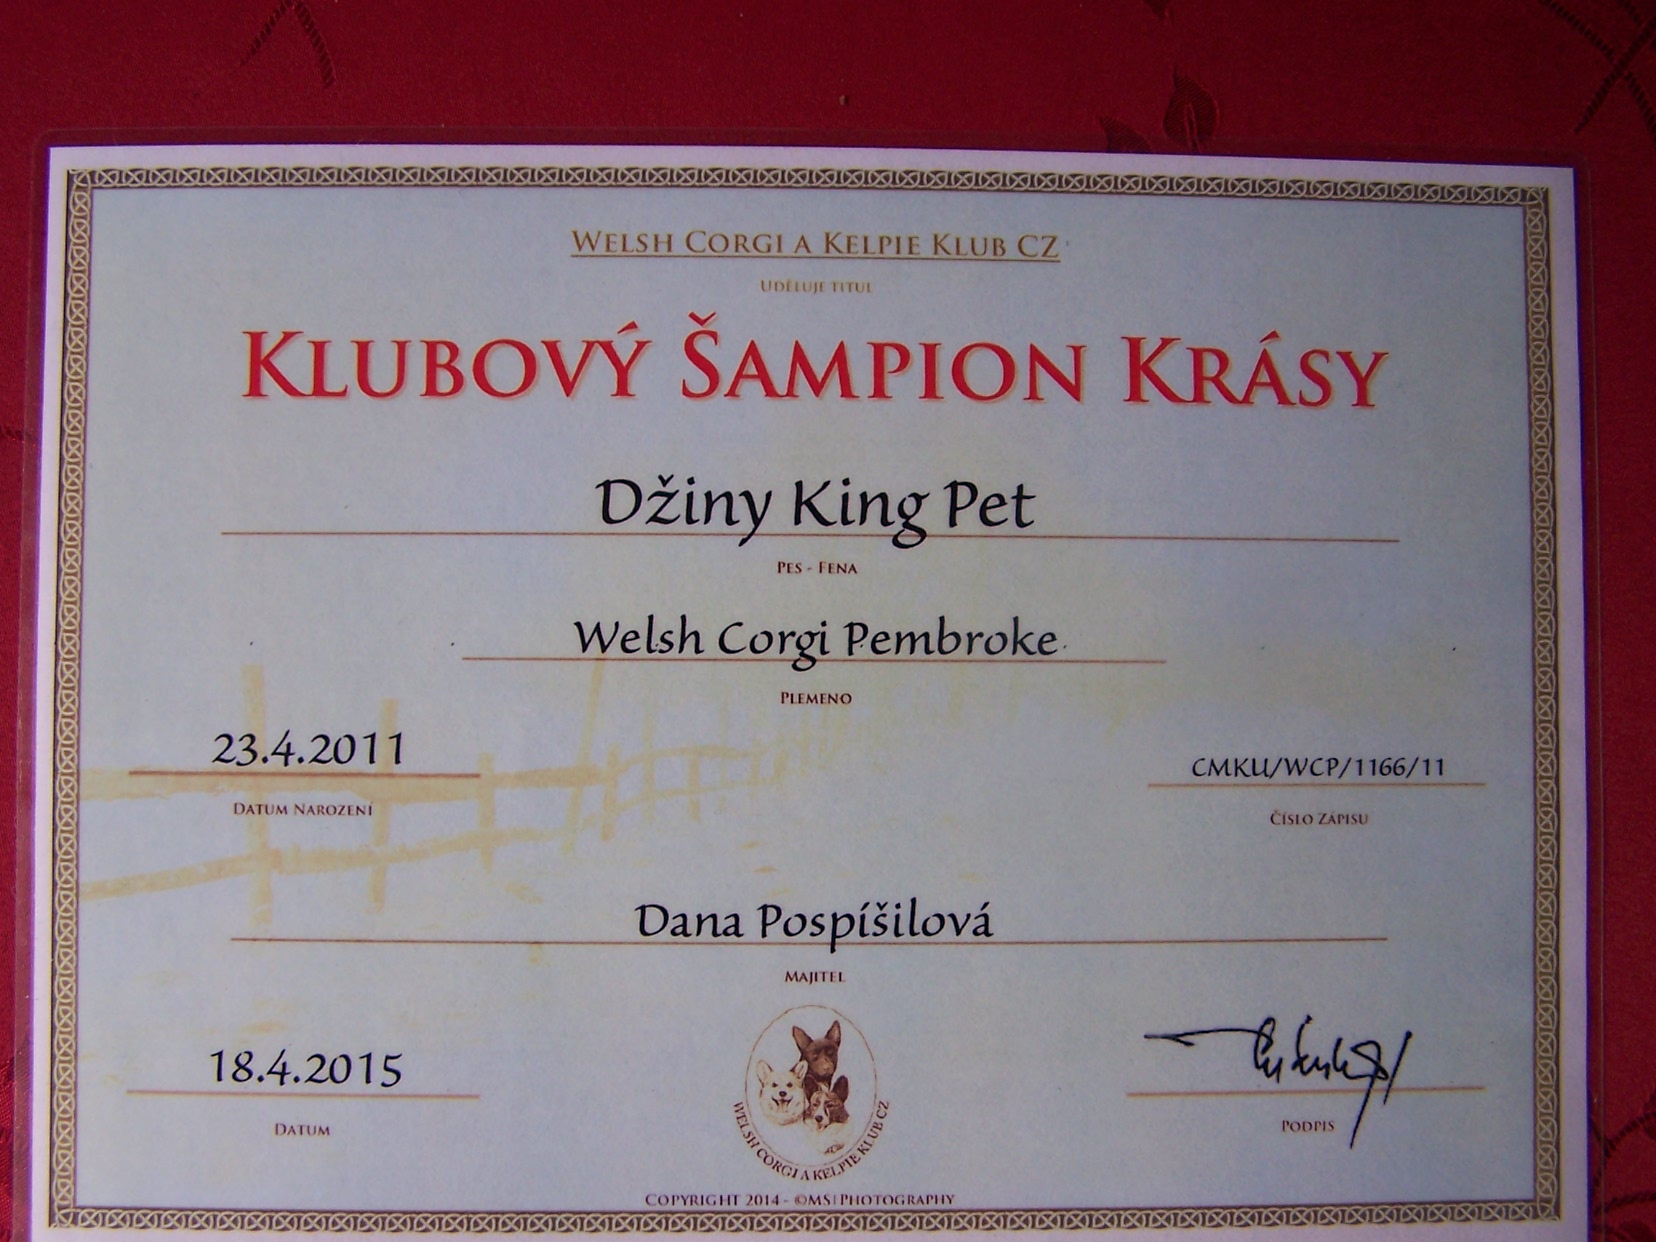 Welsh Corgi a Kelpie Klub CZ
Uděluje titul
Klubový Šampion Krásy
Džiny King Pet
Pes - Fena
Welsh Corgi Pembroke
Plemeno
23.4.2011
CMKU/WCP/1166/11
Datum Narození
Číslo Zápisu
Dana Pospíšilová
Majitel
18.4.2015
Datum
Podpis
WELSH CORGI A KELPIE KLUB CZ
Copyright 2014 - ©MSI Photography